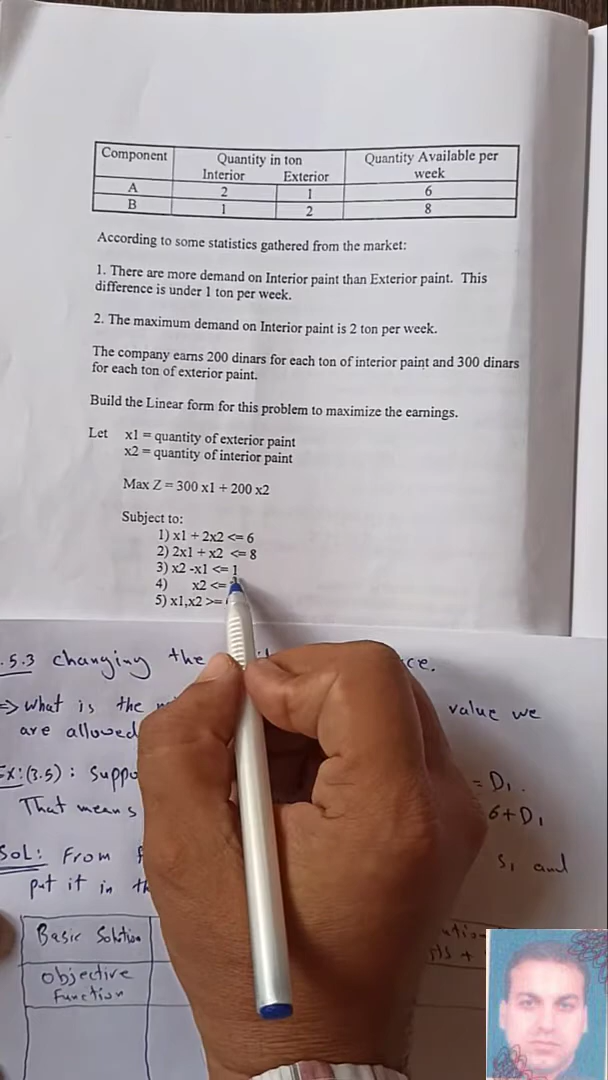 Component Quantity in ton Quantity Available per week
Interior Exterior
A 2 1 6
B 1 2 8
According to some statistics gathered from the market:
1. There are more demand on Interior paint than Exterior paint. This
difference is under 1 ton per week.
2. The maximum demand on Interior paint is 2 ton per week.
The company earns 200 dinars for each ton of interior paint and 300 dinars
for each ton of exterior paint.
Build the Linear form for this problem to maximize the earnings.
Let x1 = quantity of exterior paint
x2 = quantity of interior paint
Max Z = 300 x1 + 200 x2
Subject to:
1) x1 + 2x2 <= 6
2) 2x1 + x2 <= 8
3) x2 -x1 <= 1
4) x2 <=
5) x1,x2 >=
.5.3 changing the
=> what is the value we
are allowed
Ex:(3.5): = D1.
That means 6+D1
SOL: From S1 and
put it in
Basic Solution
Objective
Function